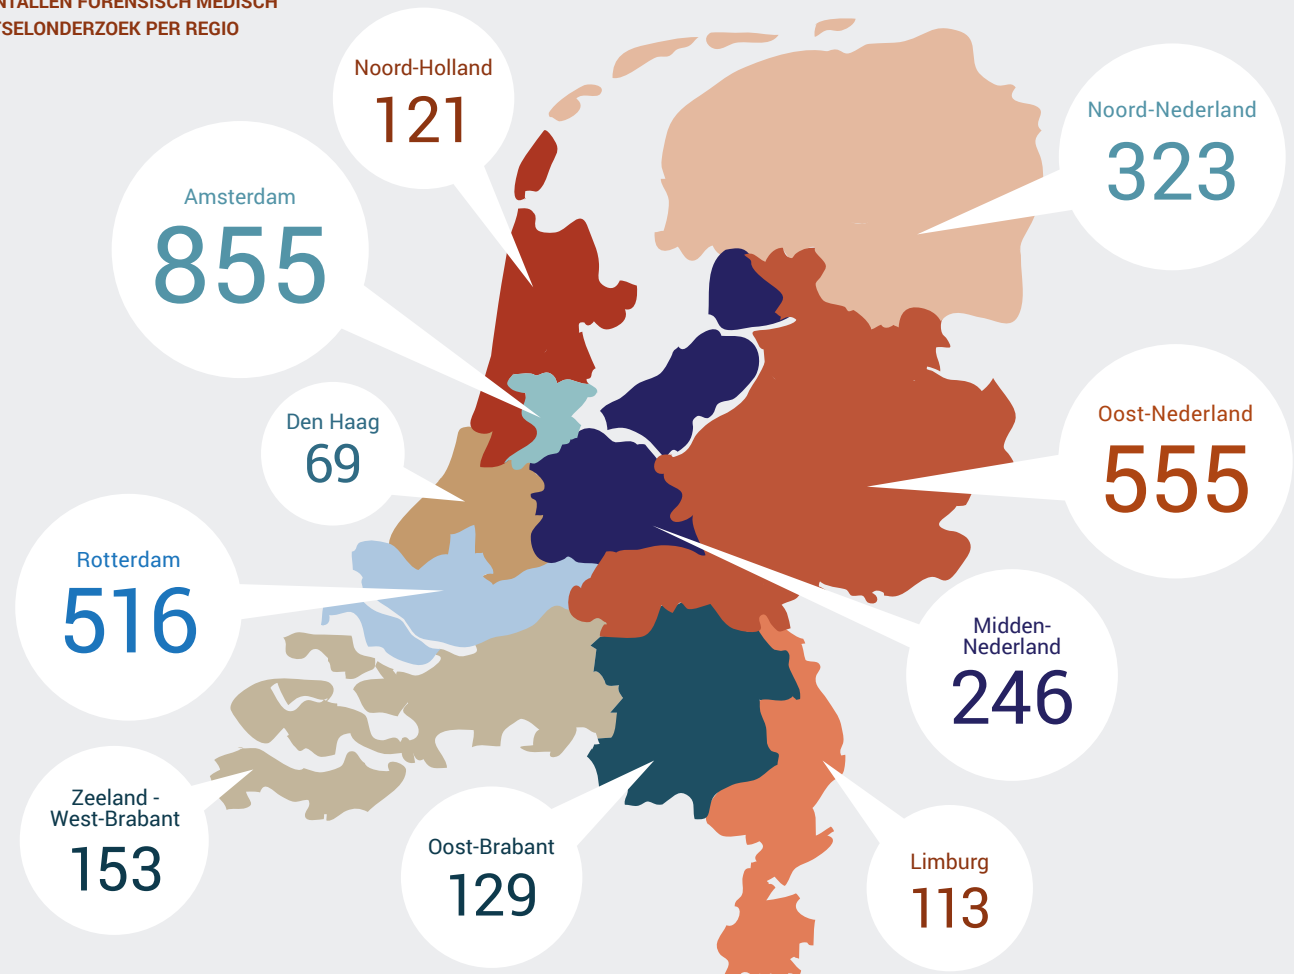 FORENSISCH MEDISCH
PER REGIO
Noord-Holland
121
Noord-Nederland
323
Amsterdam
855
Den Haag
69
Oost-Nederland
555
Rotterdam
516
Midden-
Nederland
246
Zeeland -
West-Brabant
153
Oost-Brabant
129
Limburg
113